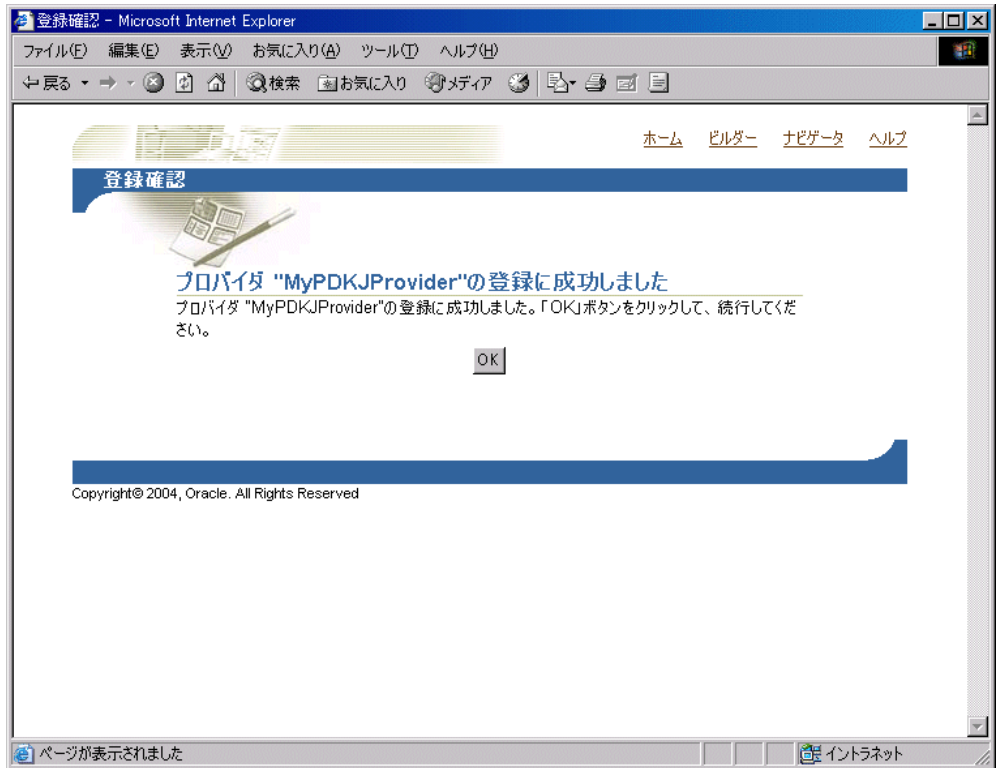 登録確認 - Microsoft Internet Explorer
ファイル(F) 編集(E) 表示(V) お気に入り(A) ツール(T) ヘルプ(H)
戻る 検索 お気に入り メディア
ホーム ビルダー ナビゲータ ヘルプ
登録確認
プロバイダ "MyPDKJProvider"の登録に成功しました
プロバイダ "MyPDKJProvider"の登録に成功しました。「OK」ボタンをクリックして、続行してくだ
さい。
OK
Copyright© 2004, Oracle. All Rights Reserved
ページが表示されました イントラネット